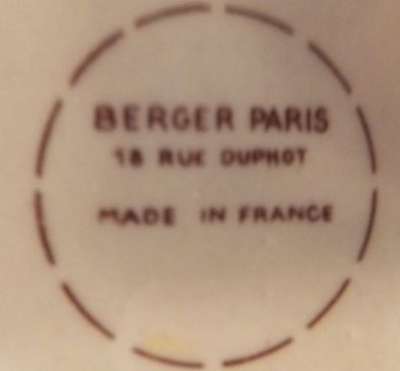 BERGER PARIS
18 RUE DUPHOT
MADE IN FRANCE